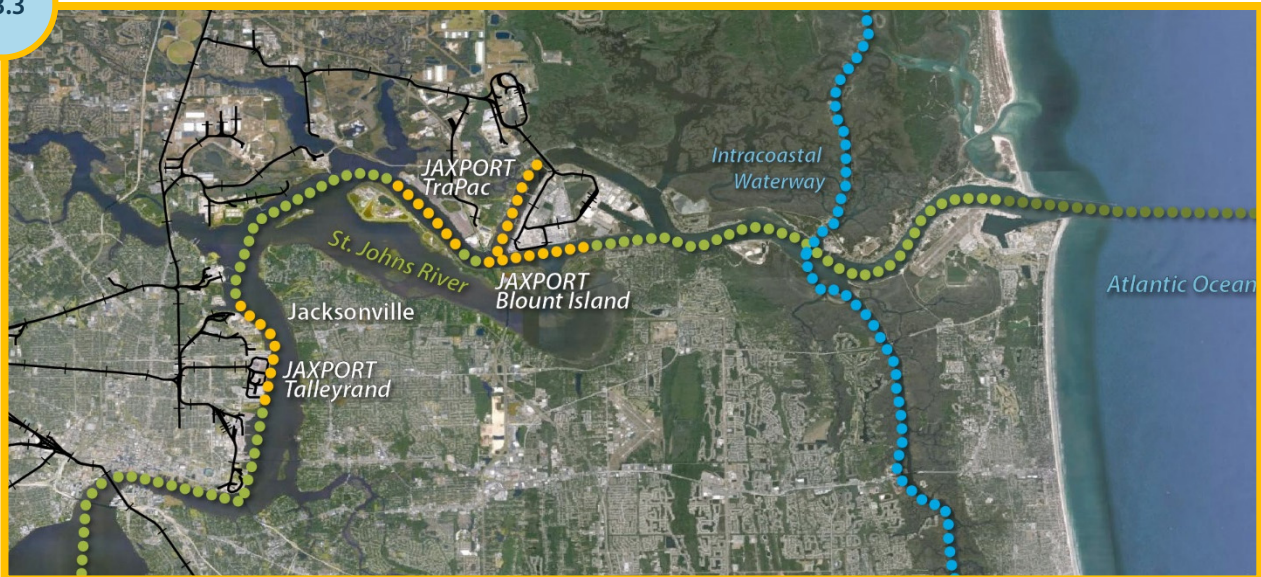 3.3
Intracoastal
Waterway
JAXPORT
TraPac
St. Johns River
JAXPORT
Blount Island
Atlantic Ocean
Jacksonville
JAXPORT
Talleyrand